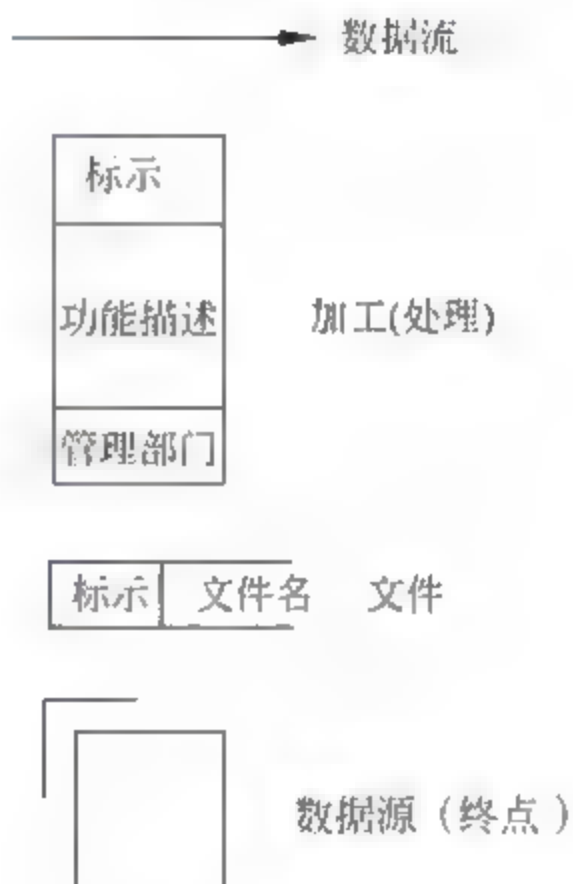 数据流
标示
功能描述 加工(处理)
管理部门
标示 文件名 文件
数据源（终点）